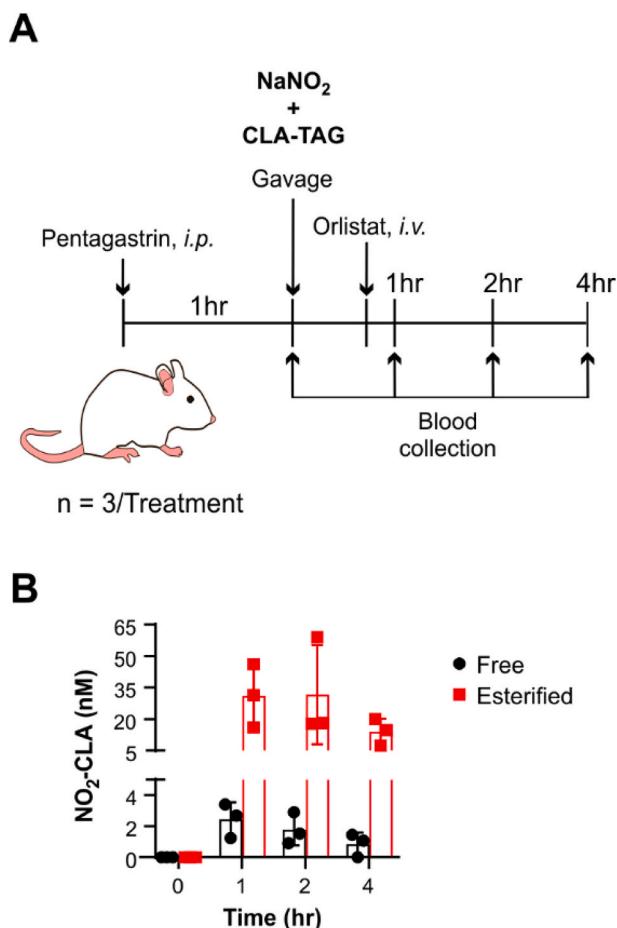 A
NaNO₂
+
CLA-TAG
Gavage
Pentagastrin, i.p.
Orlistat, i.v.
1hr
1hr
2hr
4hr
Blood
collection
n = 3/Treatment
B
NO₂-CLA (nM)
65
50
35
20
5
4
2
0
0
1
2
4
Time (hr)
Free
Esterified